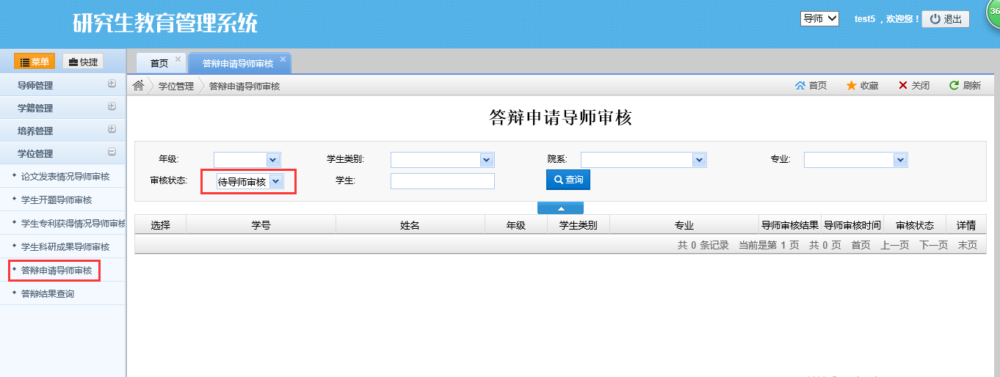 研究生教育管理系统
导师
test5 ，欢迎您！
退出
36
菜单
快捷
首页
答辩申请导师审核
导师管理
学籍管理
培养管理
学位管理
论文发表情况导师审核
学生开题导师审核
学生专利获得情况导师审核
学生科研成果导师审核
答辩申请导师审核
答辩结果查询
学位管理
答辩申请导师审核
首页
收藏
关闭
刷新
答辩申请导师审核
年级:
学生类别:
院系:
专业:
审核状态:
待导师审核
学生:
查询
选择 学号 姓名 年级 学生类别 专业 导师审核结果 导师审核时间 审核状态 详情
共 0 条记录 当前是第 1 页 共 0 页 首页 上一页 下一页 末页